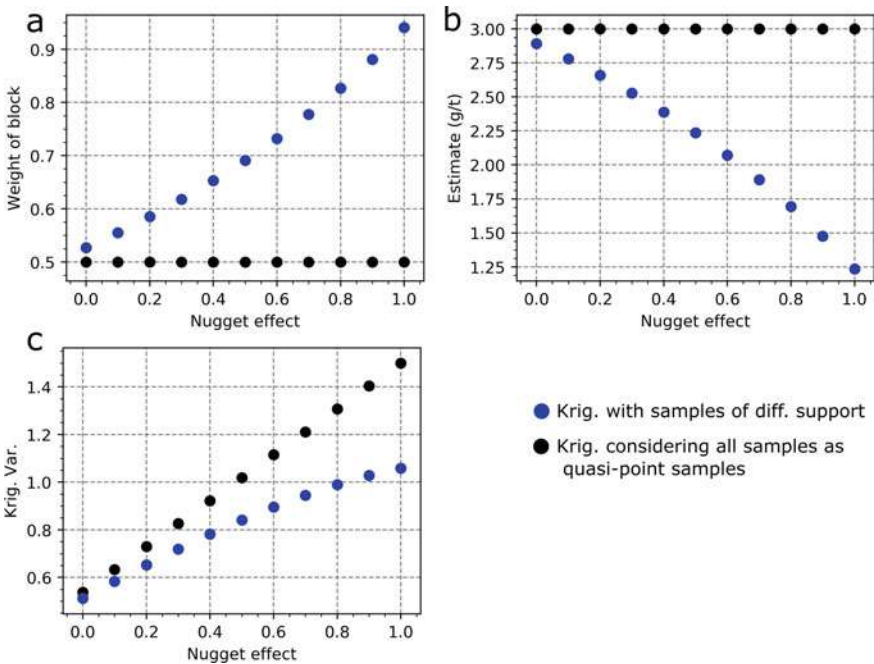 a
Weight of block
0.9
0.8
0.7
0.6
0.5
0.0 0.2 0.4 0.6 0.8 1.0
Nugget effect
b
Estimate (g/t)
3.00
2.75
2.50
2.25
2.00
1.75
1.50
1.25
0.0 0.2 0.4 0.6 0.8 1.0
Nugget effect
c
Krig. Var.
1.4
1.2
1.0
0.8
0.6
0.0 0.2 0.4 0.6 0.8 1.0
Nugget effect
Krig. with samples of diff. support
Krig. considering all samples as
quasi-point samples